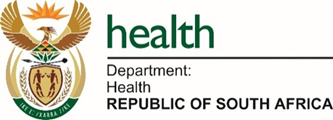 health
Department:
Health
REPUBLIC OF SOUTH AFRICA